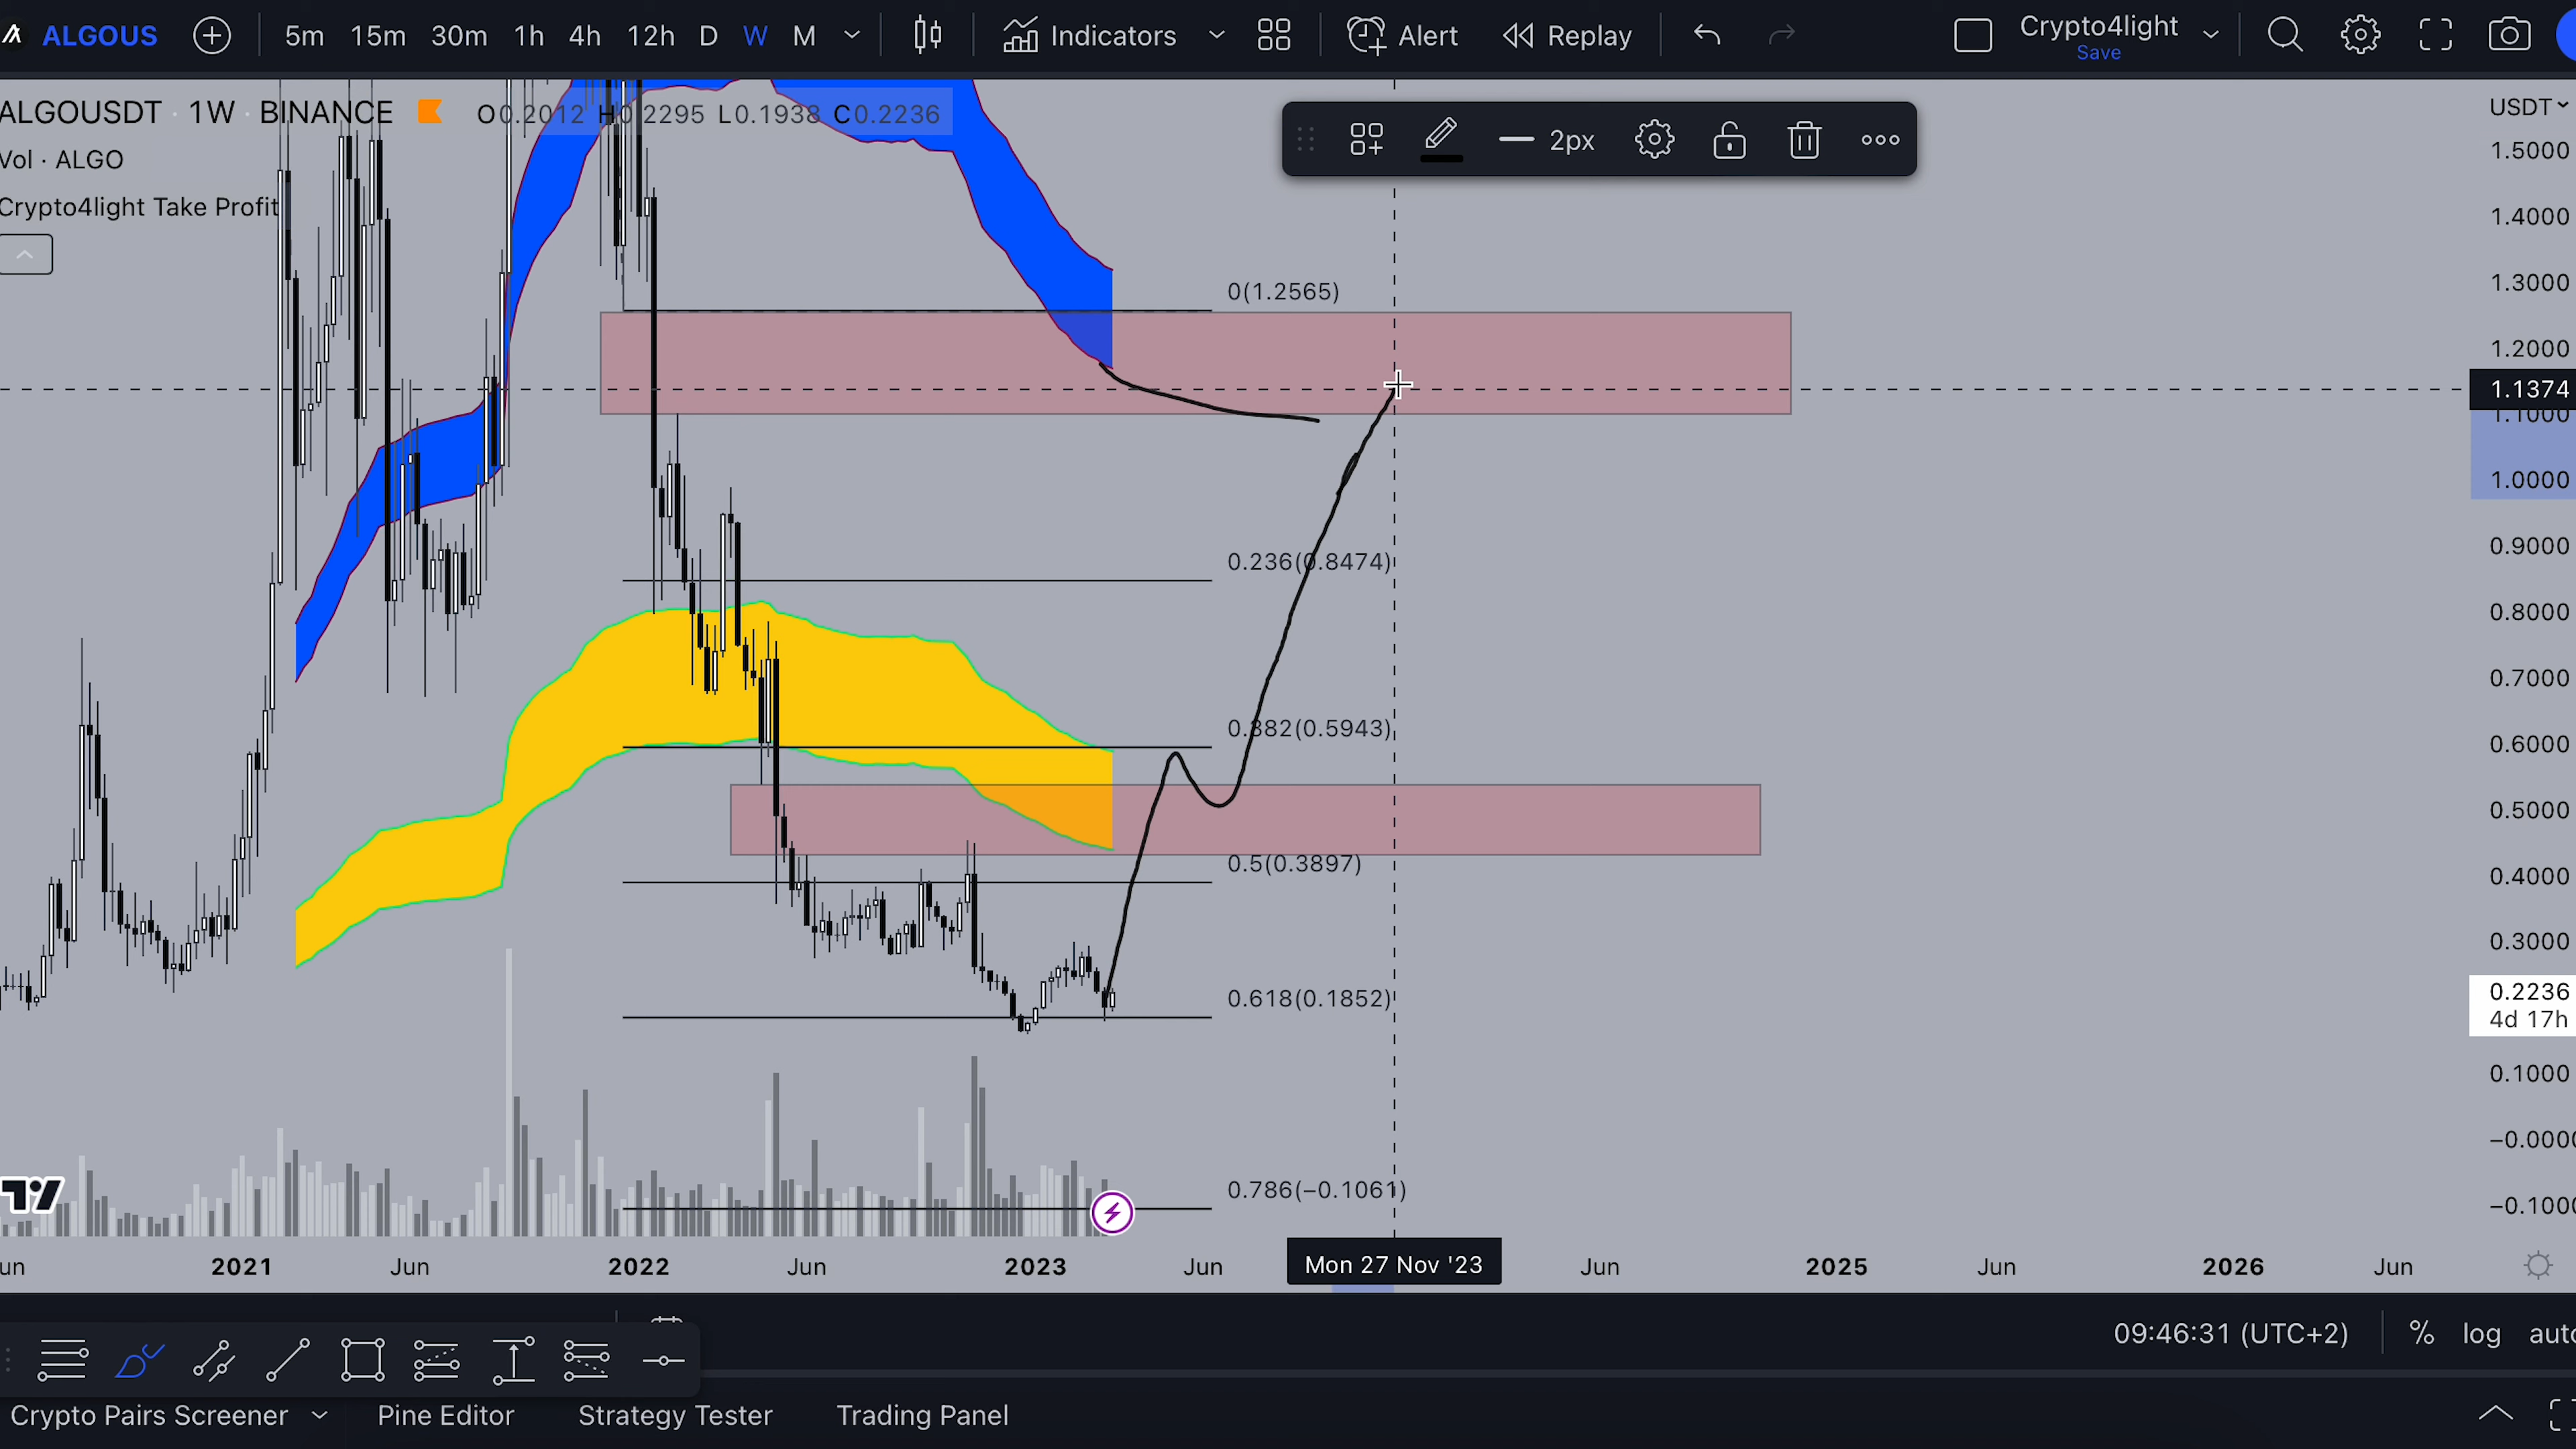 ALGOUS 5m 15m 30m 1h 4h 12h D W M Indicators Alert Replay Crypto4light
Save
ALGOUSDT · 1W · BINANCE O0.2012 H0.2295 L0.1938 C0.2236
Vol · ALGO
Crypto4light Take Profit
2px
USDT
1.5000
1.4000
1.3000
1.2000
1.1374
1.1000
1.0000
0.9000
0.8000
0.7000
0.6000
0.5000
0.4000
0.3000
0.2236
4d 17h
0.1000
−0.000
−0.100
0(1.2565)
0.236(0.8474)
0.382(0.5943)
0.5(0.3897)
0.618(0.1852)
0.786(−0.1061)
un 2021 Jun 2022 Jun 2023 Jun Mon 27 Nov '23 Jun 2025 Jun 2026 Jun
09:46:31 (UTC+2) % log auto
Crypto Pairs Screener Pine Editor Strategy Tester Trading Panel